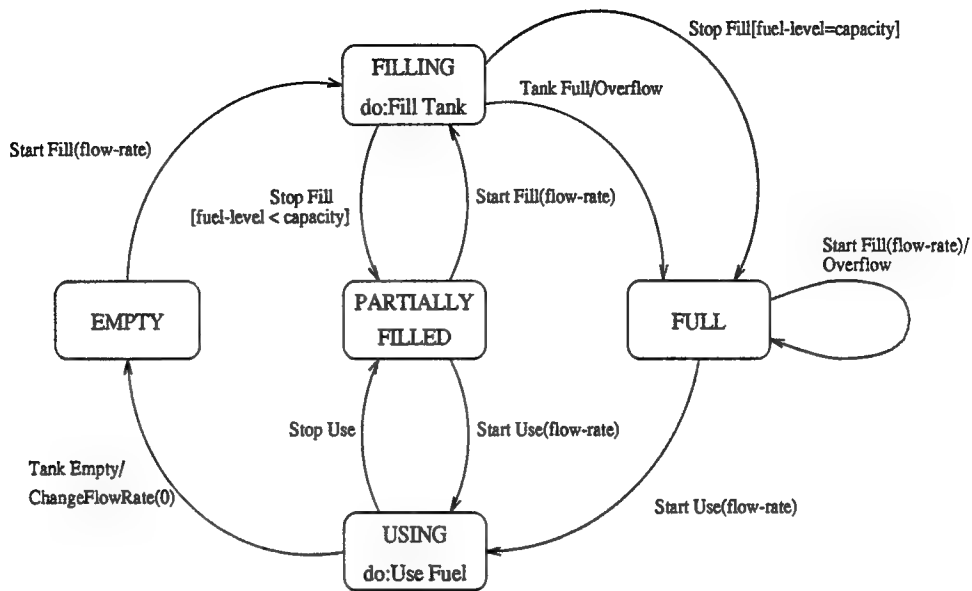 Stop Fill[fuel-level=capacity]
FILLING
do:Fill Tank
Tank Full/Overflow
Start Fill(flow-rate)
Stop Fill
[fuel-level < capacity]
Start Fill(flow-rate)
Start Fill(flow-rate)/
Overflow
EMPTY
PARTIALLY
FILLED
FULL
Stop Use
Start Use(flow-rate)
Tank Empty/
ChangeFlowRate(0)
Start Use(flow-rate)
USING
do:Use Fuel